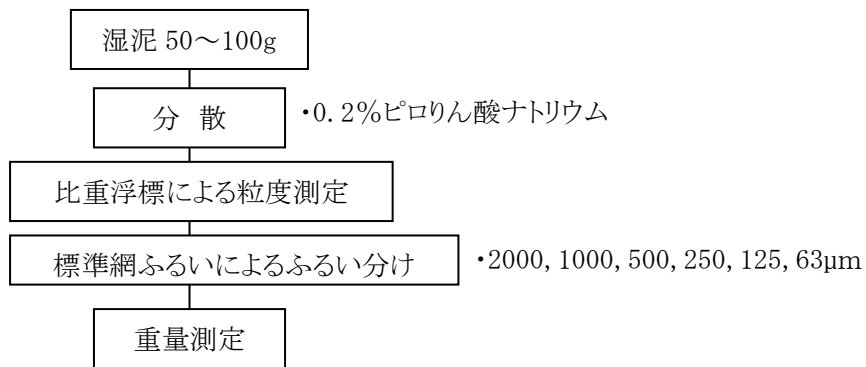 湿泥 50～100g
分 散
・0.2%ピロりん酸ナトリウム
比重浮標による粒度測定
標準網ふるいによるふるい分け
・2000, 1000, 500, 250, 125, 63µm
重量測定